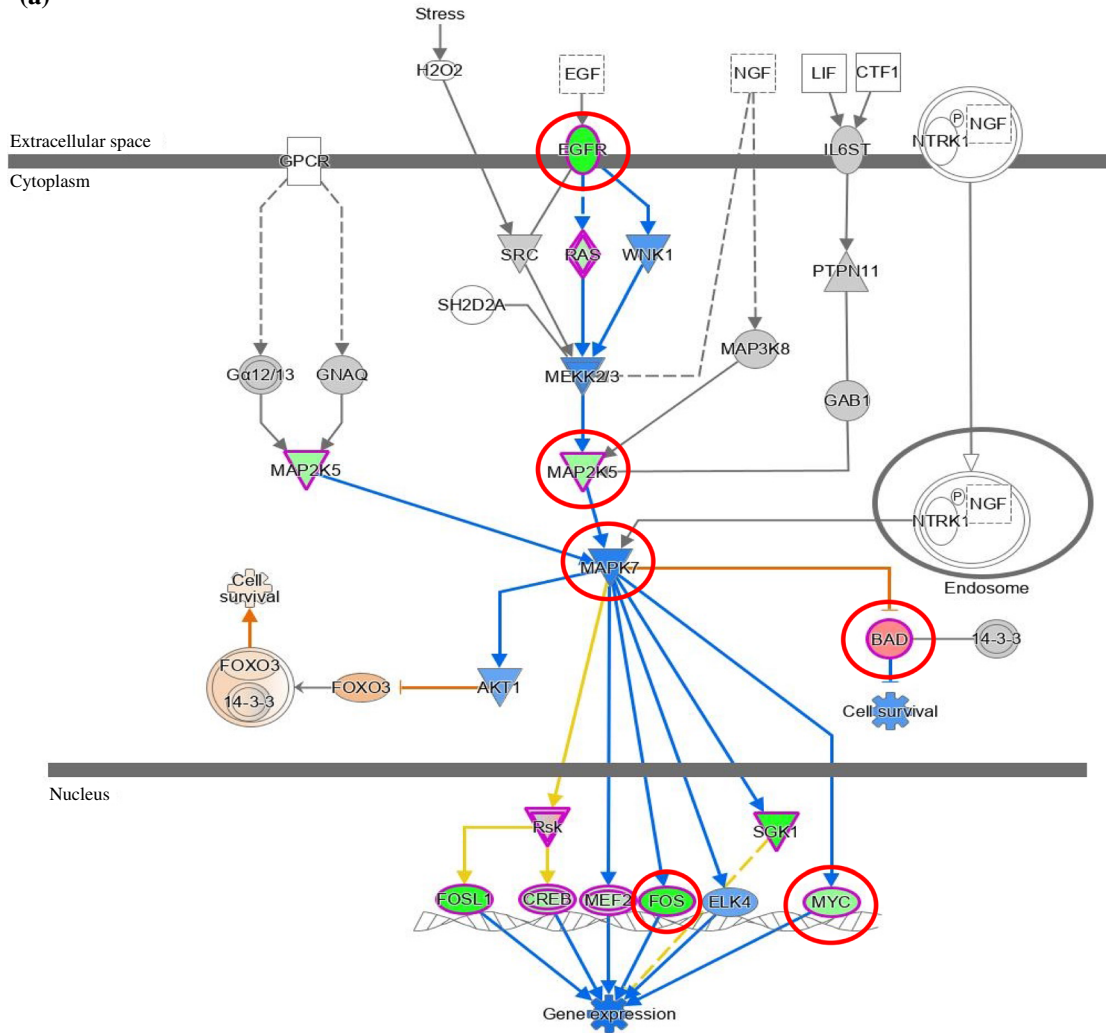 (a)
Stress
H2O2
EGF
NGF
LIF
CTF1
P
NGF
NTRK1
Extracellular space
EGFR
IL6ST
GPCR
Cytoplasm
SRC
RAS
WNK1
PTPN11
SH2D2A
MAP3K8
Gα12/13
GNAQ
MEKK2/3
GAB1
MAP2K5
MAP2K5
P
NGF
NTRK1
MAPK7
Cell
survival
Endosome
BAD
14-3-3
FOXO3
14-3-3
FOXO3
AKT1
Cell survival
Nucleus
Rsk
SGK1
FOSL1
CREB
MEF2
FOS
ELK4
MYC
Gene expression